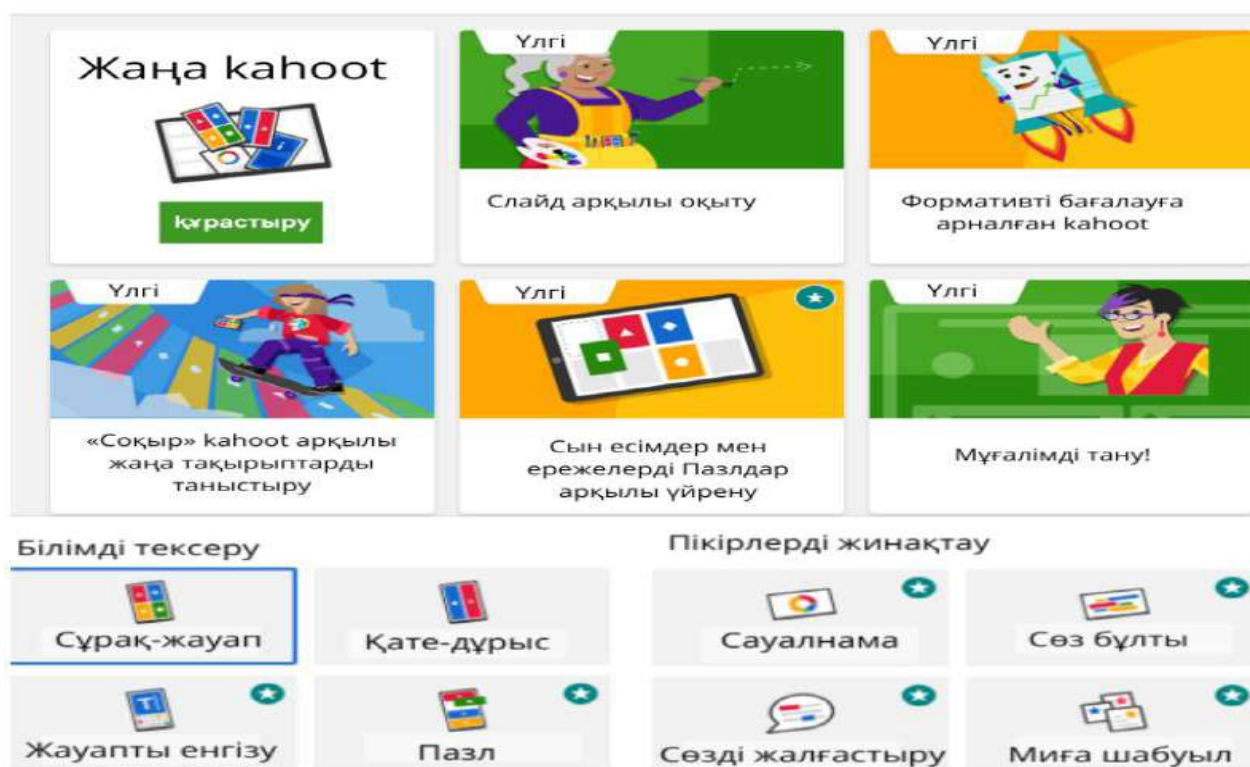 Жаңа kahoot
құрастыру
Үлгі
Слайд арқылы оқыту
Үлгі
Формативті бағалауға
арналған kahoot
Үлгі
«Соқыр» kahoot арқылы
жаңа тақырыптарды
таныстыру
Үлгі
Сын есімдер мен
ережелерді Пазлдар
арқылы үйрену
Үлгі
Мұғалімді тану!
Білімді тексеру
Сұрақ-жауап
Қате-дұрыс
Жауапты енгізу
Пазл
Пікірлерді жинақтау
Сауалнама
Сөз бұлты
Сөзді жалғастыру
Миға шабуыл